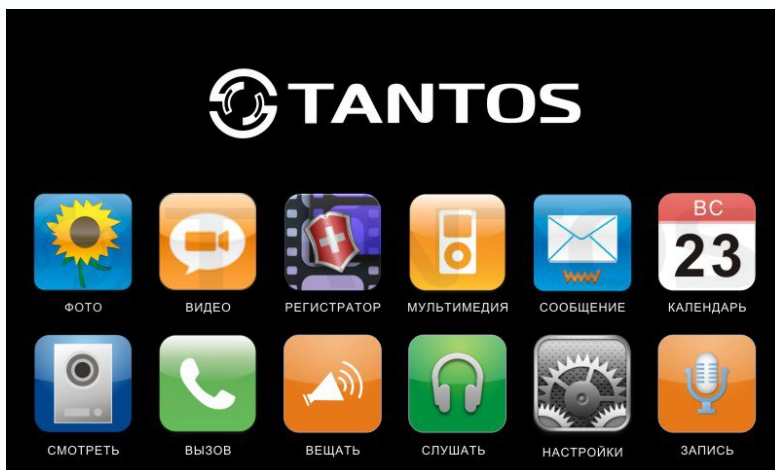 TANTOS
ВС
23
ФОТО ВИДЕО РЕГИСТРАТОР МУЛЬТИМЕДИЯ СООБЩЕНИЕ КАЛЕНДАРЬ
СМОТРЕТЬ ВЫЗОВ ВЕЩАТЬ СЛУШАТЬ НАСТРОЙКИ ЗАПИСЬ